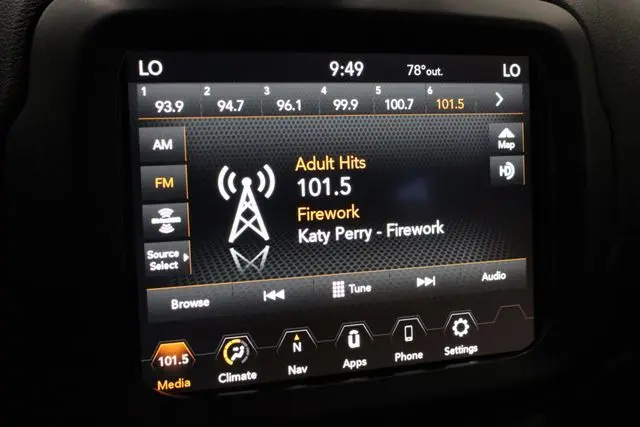 LO 9:49 78°out. LO
1 2 3 4 5 6
93.9 94.7 96.1 99.9 100.7 101.5
AM
Map
FM
HD
Adult Hits
101.5
Firework
Katy Perry - Firework
Source
Select
Browse Tune Audio
101.5 N
Media Climate Nav Apps Phone Settings